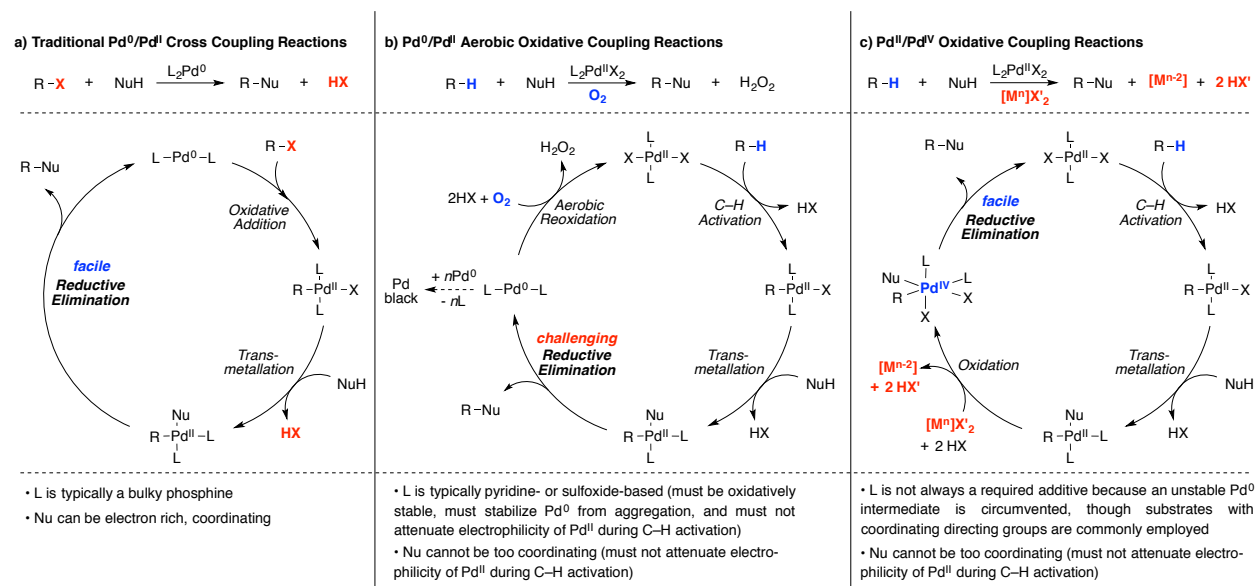 a) Traditional Pd⁰/Pdᴵᴵ Cross Coupling Reactions
R–X + NuH L₂Pd⁰ R–Nu + HX
L–Pd⁰–L
R–X
Oxidative
Addition
L
R–Pdᴵᴵ–X
L
Trans-
metallation
NuH
HX
Nu
R–Pdᴵᴵ–L
L
facile
Reductive
Elimination
R–Nu
• L is typically a bulky phosphine
• Nu can be electron rich, coordinating
b) Pd⁰/Pdᴵᴵ Aerobic Oxidative Coupling Reactions
R–H + NuH L₂PdᴵᴵX₂ R–Nu + H₂O₂
O₂
L
X–Pdᴵᴵ–X
L
R–H
C–H
Activation
HX
L
R–Pdᴵᴵ–X
L
Trans-
metallation
NuH
HX
Nu
R–Pdᴵᴵ–L
L
challenging
Reductive
Elimination
R–Nu
L–Pd⁰–L
+ nPd⁰
- nL
Pd
black
2HX + O₂
Aerobic
Reoxidation
H₂O₂
• L is typically pyridine- or sulfoxide-based (must be oxidatively
stable, must stabilize Pd⁰ from aggregation, and must not
attenuate electrophilicity of Pdᴵᴵ during C–H activation)
• Nu cannot be too coordinating (must not attenuate electro-
philicity of Pdᴵᴵ during C–H activation)
c) Pdᴵᴵ/Pdᴵⱽ Oxidative Coupling Reactions
R–H + NuH L₂PdᴵᴵX₂ R–Nu + [Mⁿ⁻²] + 2 HX'
[Mⁿ]X'₂
L
X–Pdᴵᴵ–X
L
R–H
C–H
Activation
HX
L
R–Pdᴵᴵ–X
L
Trans-
metallation
NuH
HX
Nu
R–Pdᴵᴵ–L
L
Oxidation
[Mⁿ]X'₂
+ 2 HX
[Mⁿ⁻²]
+ 2 HX'
L
Nu L
Pdᴵⱽ
R X
X
facile
Reductive
Elimination
R–Nu
• L is not always a required additive because an unstable Pd⁰
intermediate is circumvented, though substrates with
coordinating directing groups are commonly employed
• Nu cannot be too coordinating (must not attenuate electro-
philicity of Pdᴵᴵ during C–H activation)